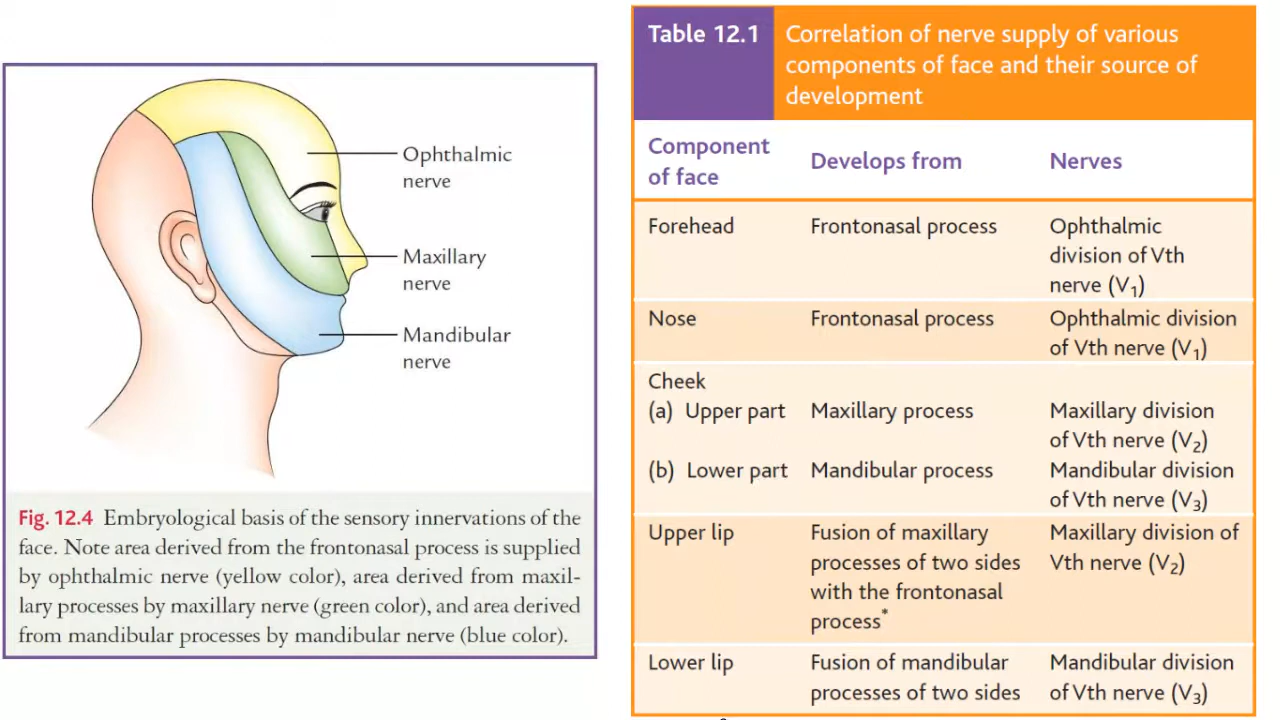 Ophthalmic
nerve
Maxillary
nerve
Mandibular
nerve
Fig. 12.4 Embryological basis of the sensory innervations of the
face. Note area derived from the frontonasal process is supplied
by ophthalmic nerve (yellow color), area derived from maxil-
lary processes by maxillary nerve (green color), and area derived
from mandibular processes by mandibular nerve (blue color).
Table 12.1
Correlation of nerve supply of various
components of face and their source of
development
Component
of face
Develops from
Nerves
Forehead
Frontonasal process
Ophthalmic
division of Vth
nerve (V₁)
Nose
Frontonasal process
Ophthalmic division
of Vth nerve (V₁)
Cheek
(a) Upper part
Maxillary process
Maxillary division
of Vth nerve (V₂)
(b) Lower part
Mandibular process
Mandibular division
of Vth nerve (V₃)
Upper lip
Fusion of maxillary
processes of two sides
with the frontonasal
process*
Maxillary division of
Vth nerve (V₂)
Lower lip
Fusion of mandibular
processes of two sides
Mandibular division
of Vth nerve (V₃)